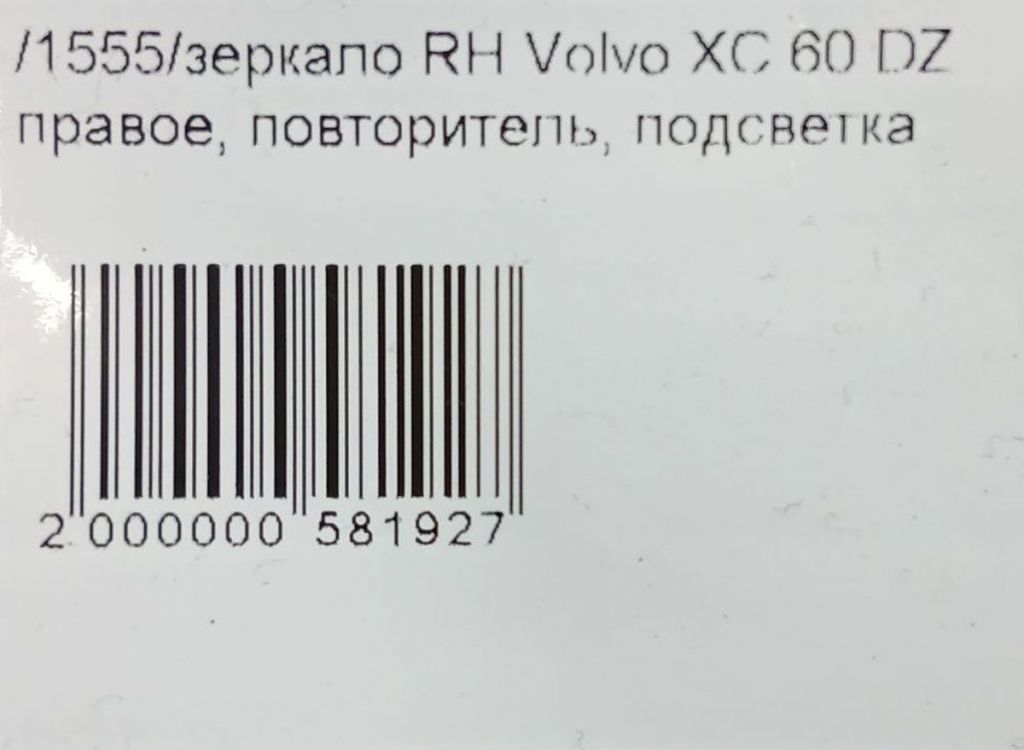 /1555/зеркало RH Volvo XC 60 DZ
правое, повторитель, подсветка
2 000000 581927